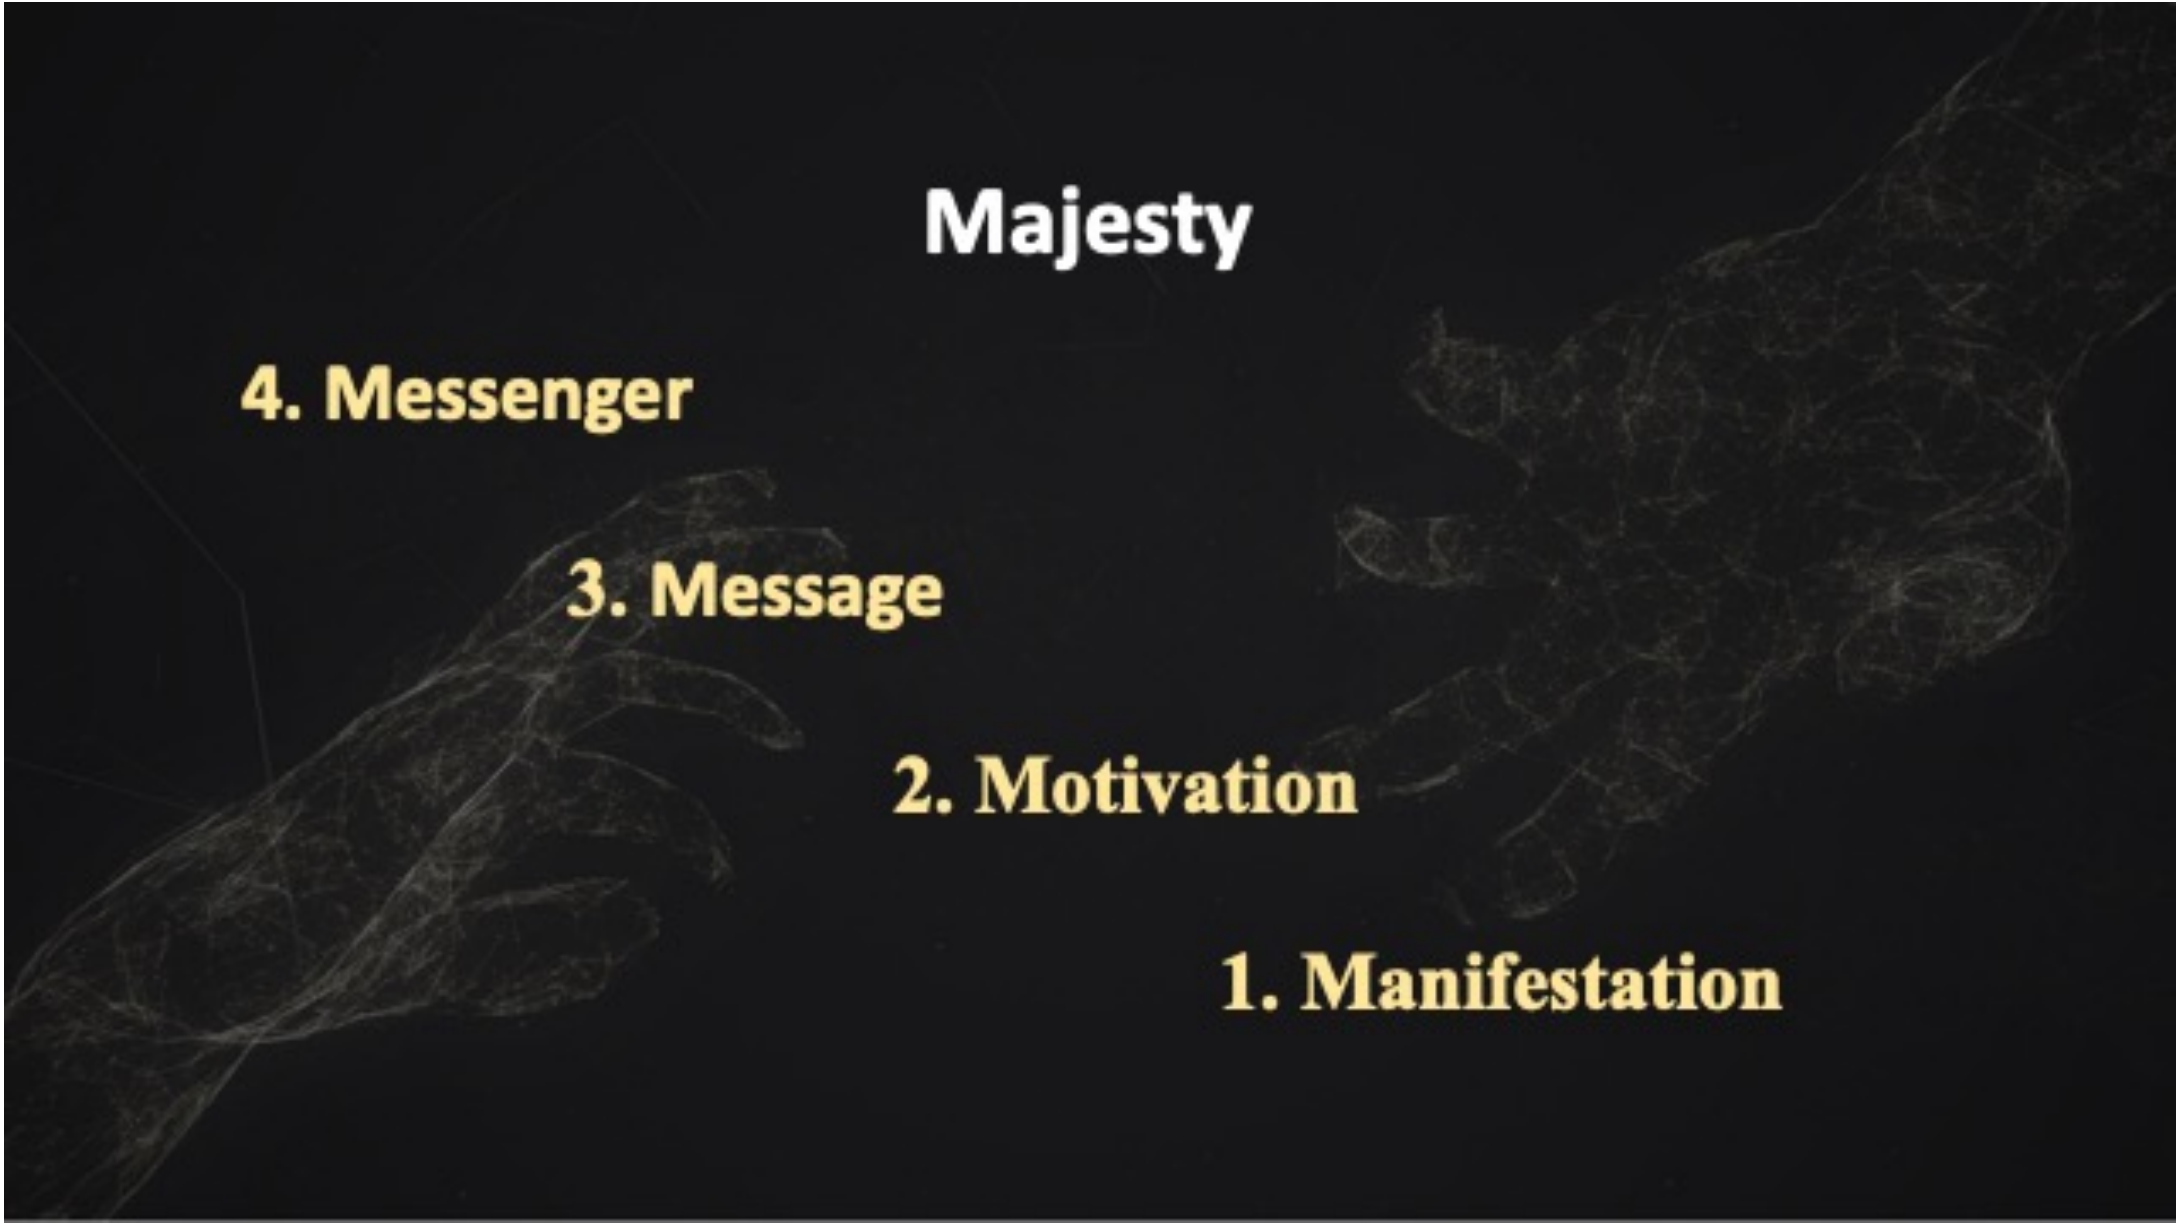 Majesty
4. Messenger
3. Message
2. Motivation
1. Manifestation